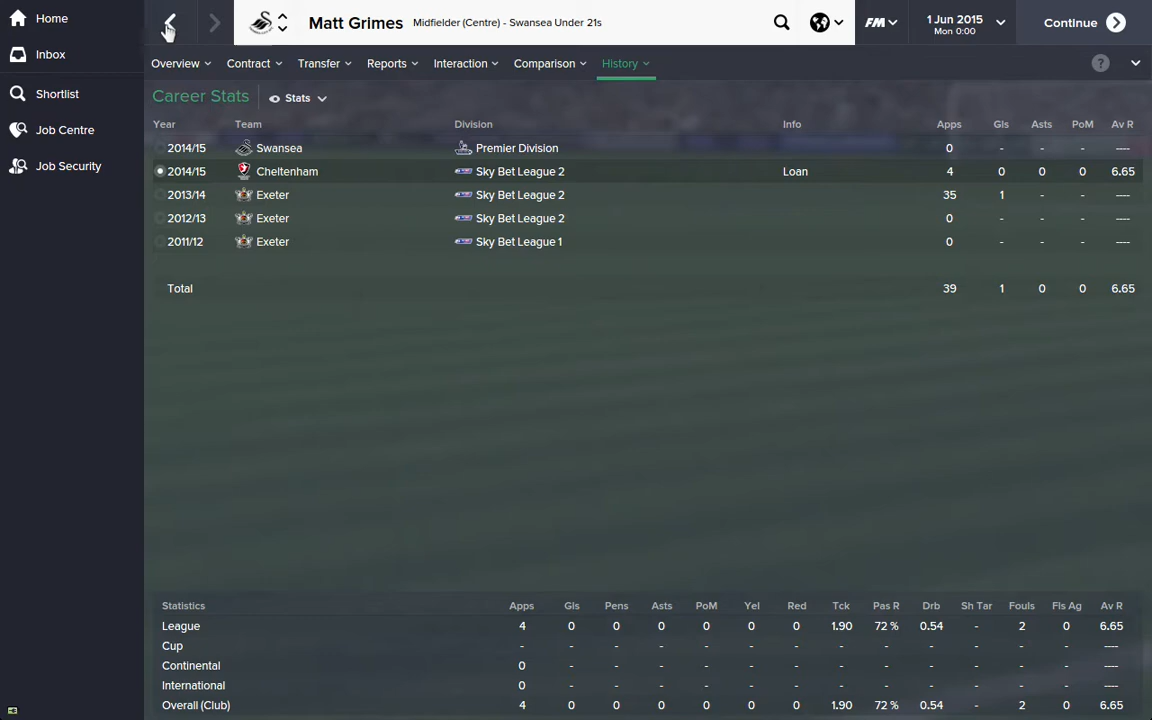 Home
Inbox
Shortlist
Job Centre
Job Security
Matt Grimes Midfielder (Centre) - Swansea Under 21s
FM
1 Jun 2015
Mon 0:00
Continue
Overview Contract Transfer Reports Interaction Comparison History ?
Career Stats Stats
Year Team Division Info Apps Gls Asts PoM Av R
2014/15 Swansea Premier Division 0 - - - ----
2014/15 Cheltenham Sky Bet League 2 Loan 4 0 0 0 6.65
2013/14 Exeter Sky Bet League 2 35 1 - - ----
2012/13 Exeter Sky Bet League 2 0 - - - ----
2011/12 Exeter Sky Bet League 1 0 - - - ----
Total 39 1 0 0 6.65
Statistics Apps Gls Pens Asts PoM Yel Red Tck Pas R Drb Sh Tar Fouls Fls Ag Av R
League 4 0 0 0 0 0 0 1.90 72 % 0.54 - 2 0 6.65
Cup - - - - - - - - - - - - - ----
Continental 0 - - - - - - - - - - - - ----
International 0 - - - - - - - - - - - - ----
Overall (Club) 4 0 0 0 0 0 0 1.90 72 % 0.54 - 2 0 6.65